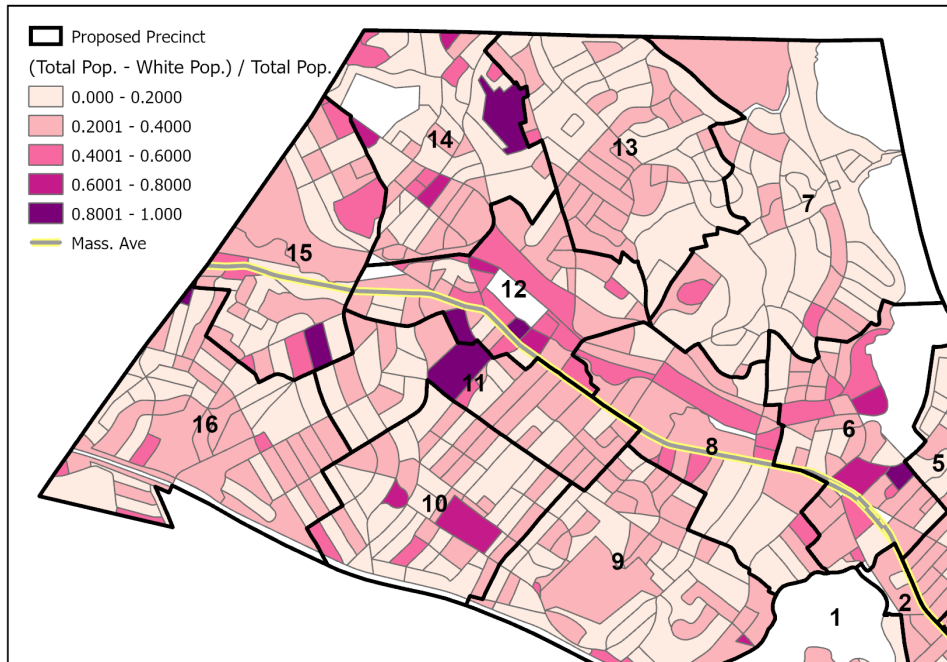 Proposed Precinct
(Total Pop. - White Pop.) / Total Pop.
0.000 - 0.2000
0.2001 - 0.4000
0.4001 - 0.6000
0.6001 - 0.8000
0.8001 - 1.000
Mass. Ave
14
13
7
15
12
11
16
8
6
5
10
9
2
1